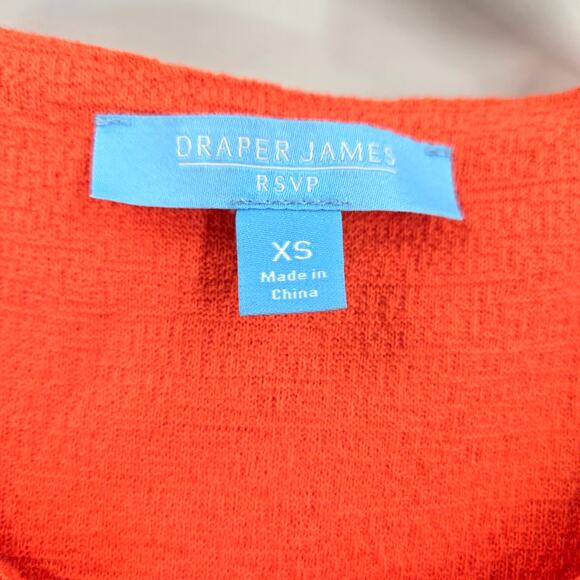 DRAPER JAMES
RSVP
XS
Made in
China